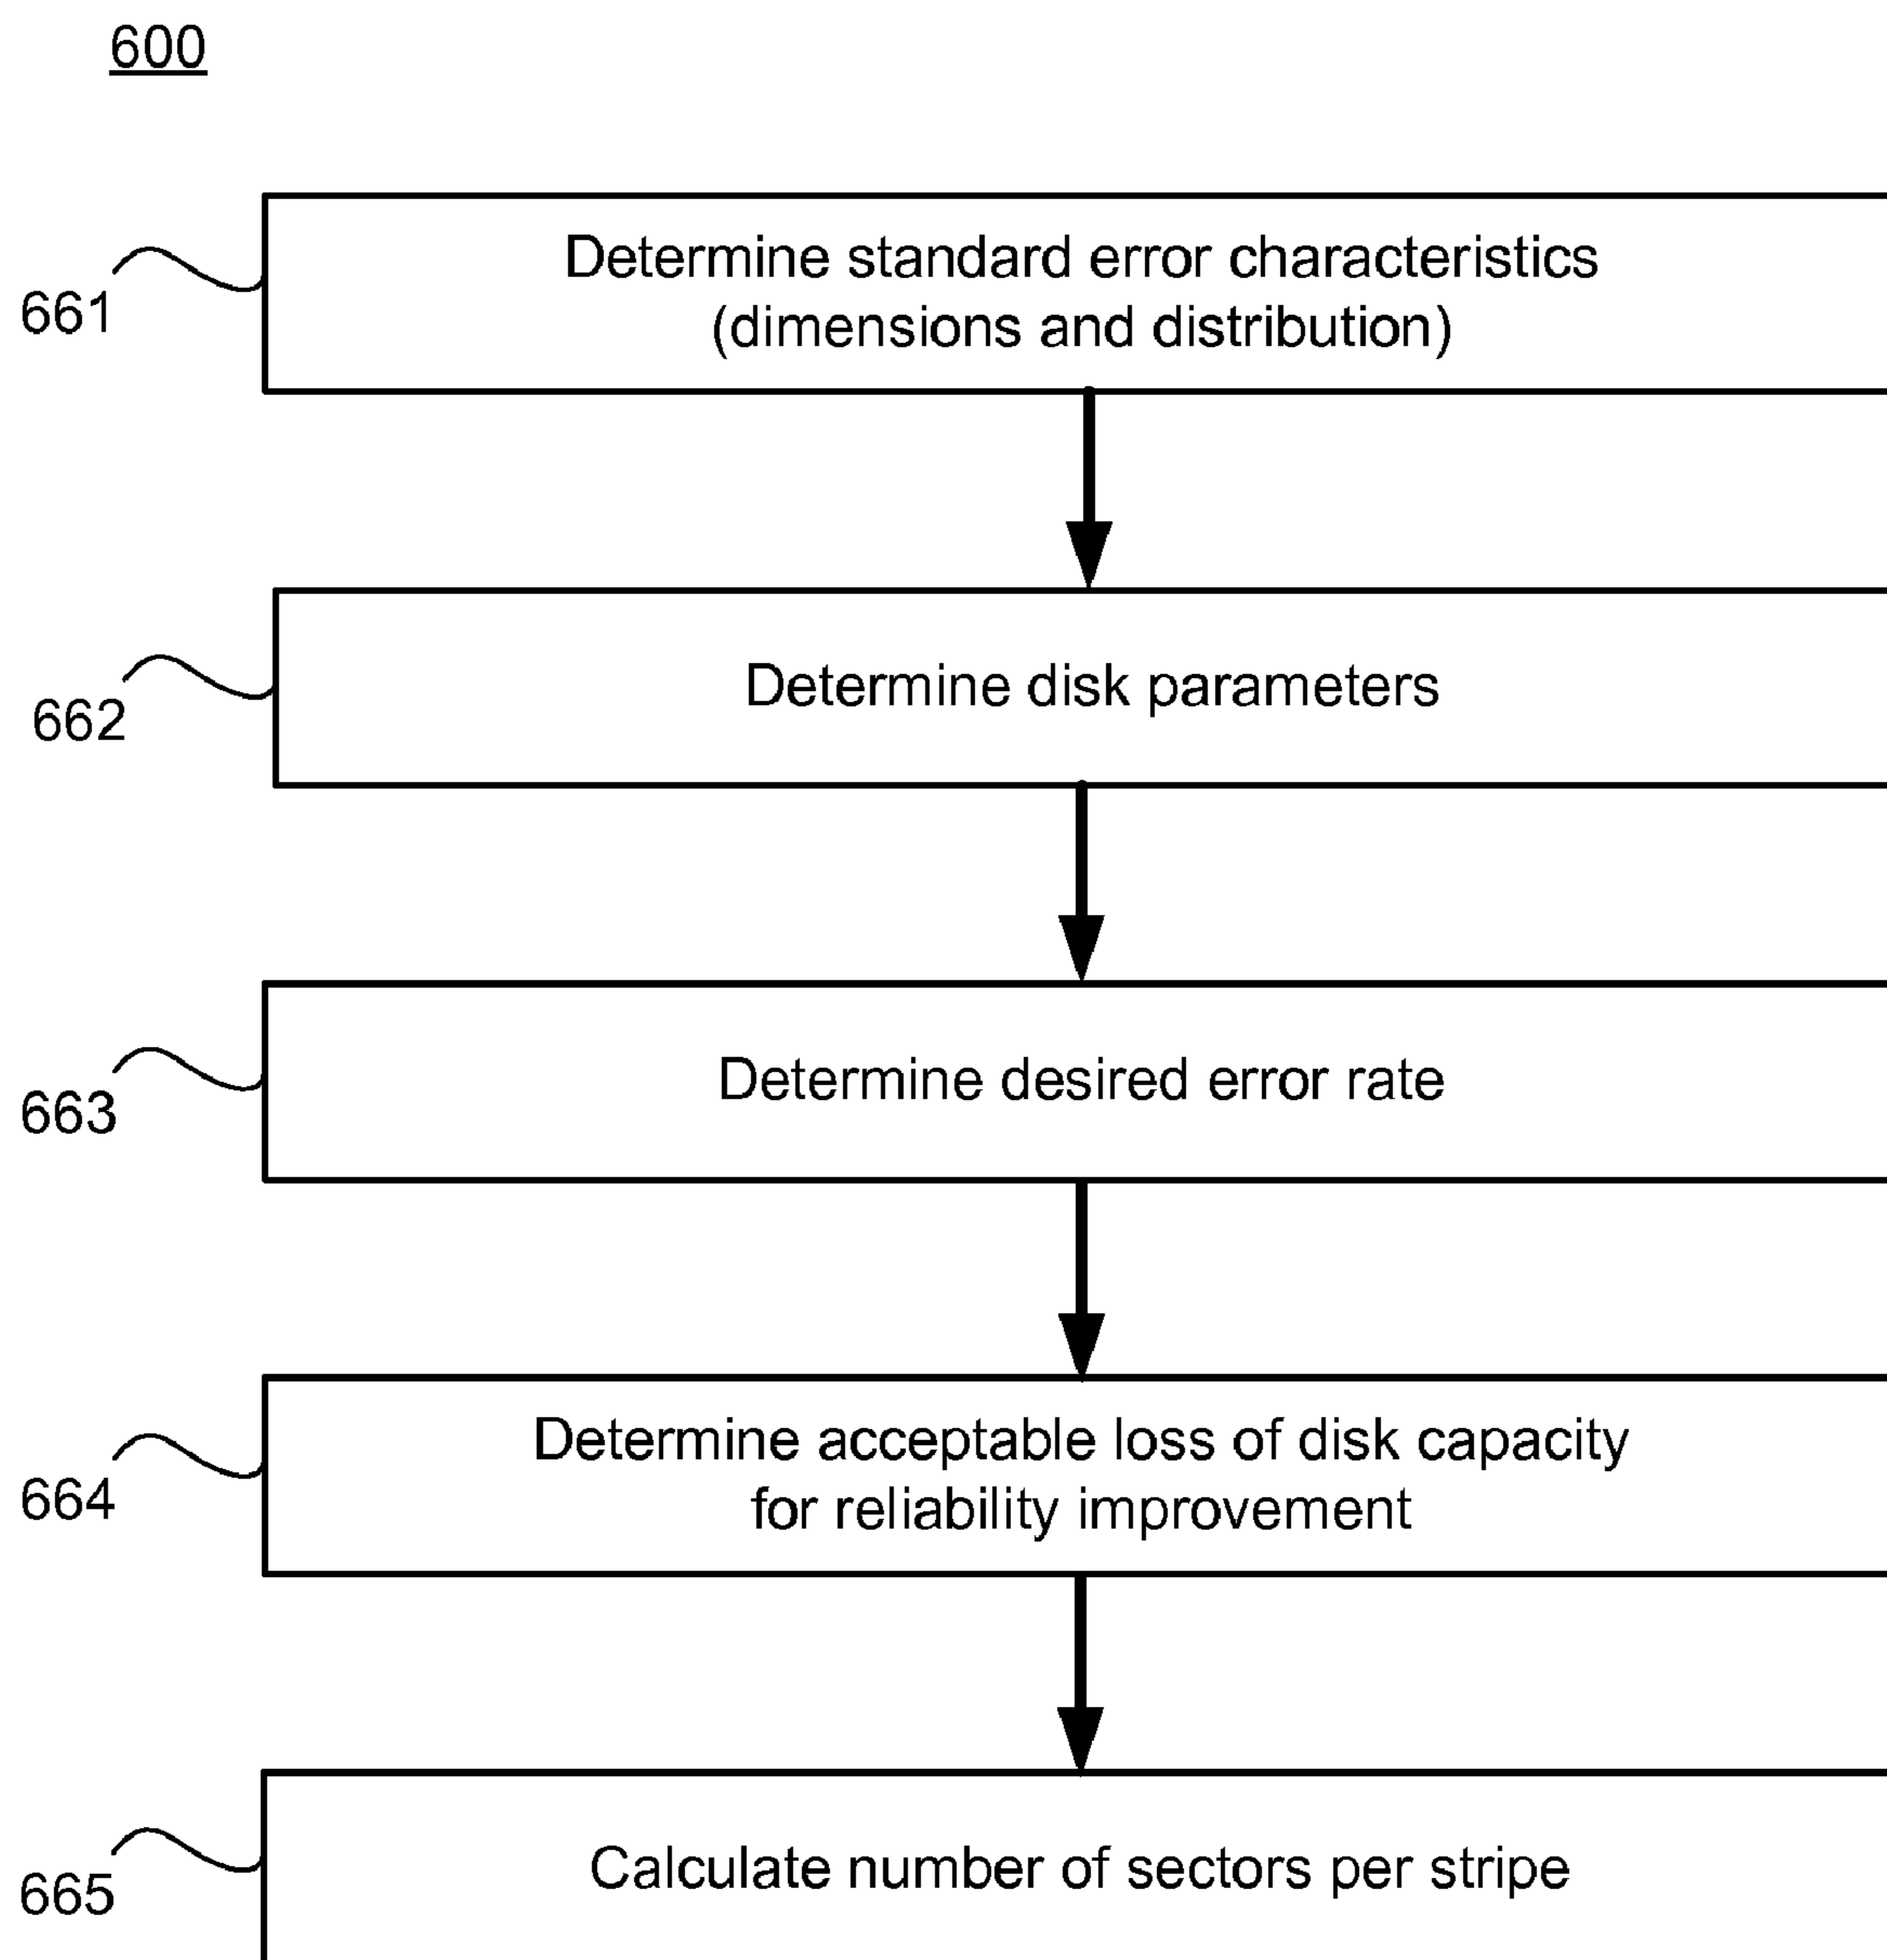 600
661
Determine standard error characteristics
(dimensions and distribution)
662
Determine disk parameters
663
Determine desired error rate
664
Determine acceptable loss of disk capacity
for reliability improvement
665
Calculate number of sectors per stripe